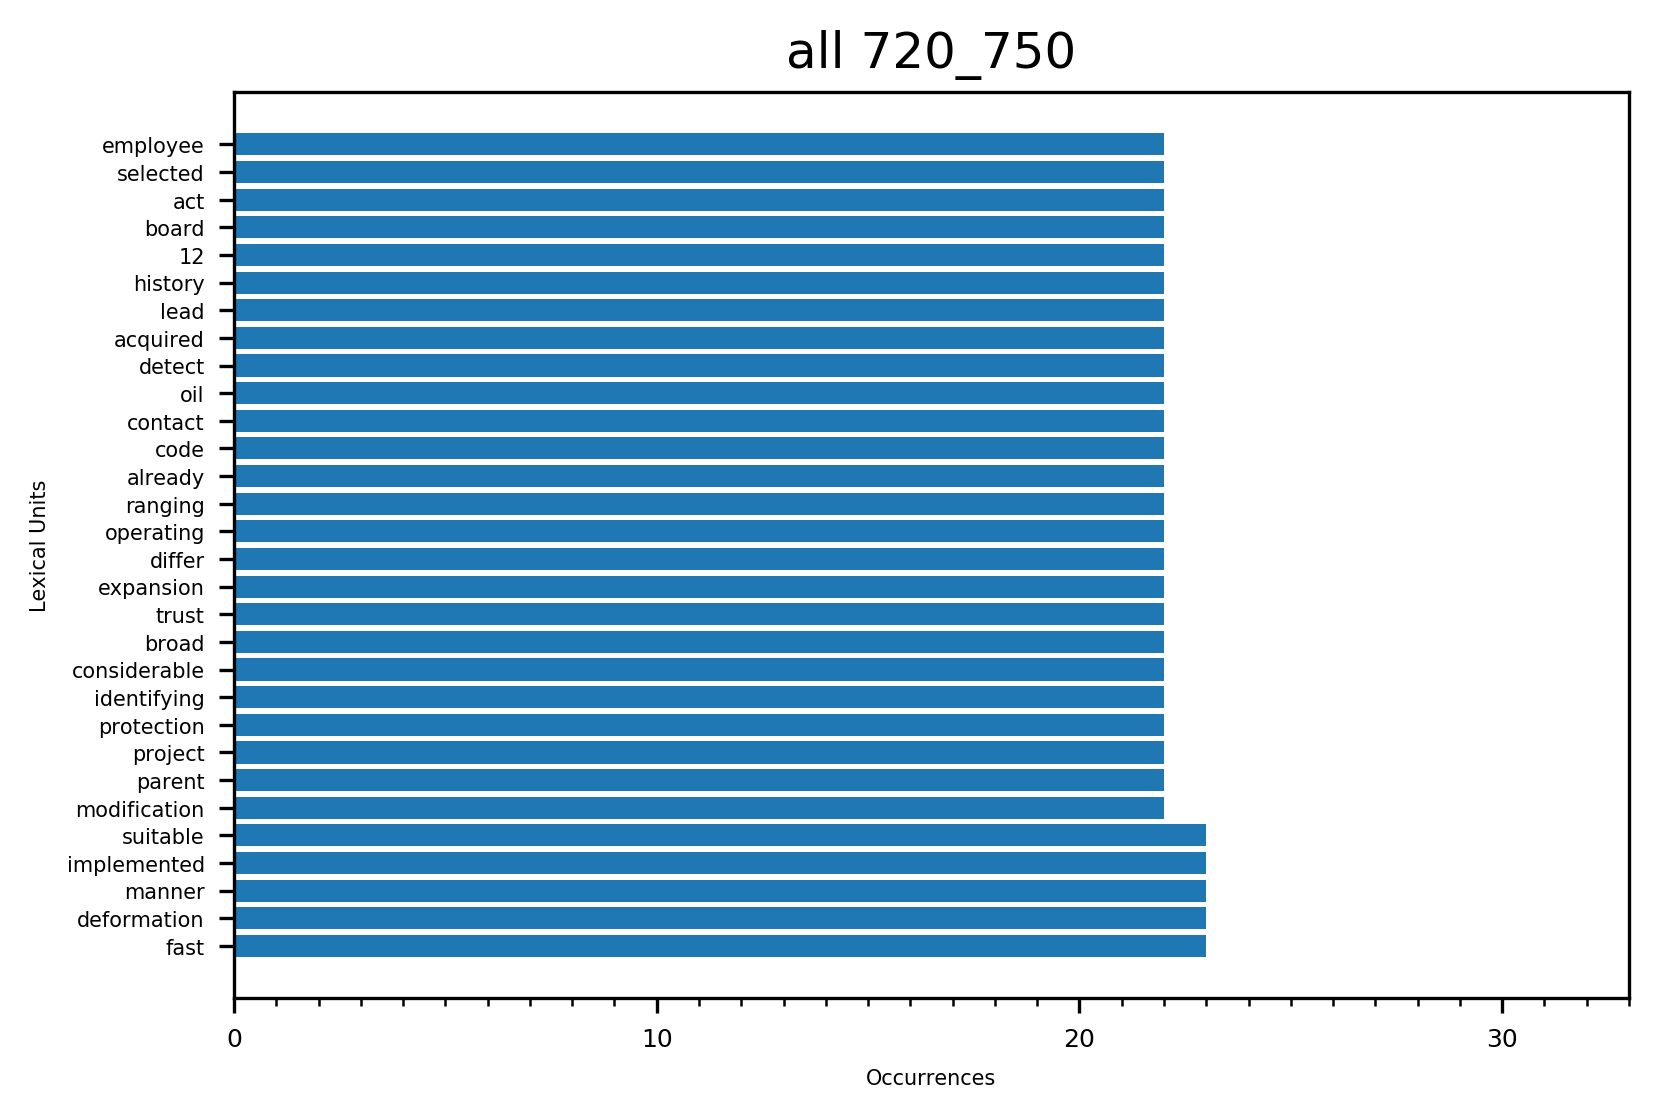 all 720_750
employee
selected
act
board
12
history
lead
acquired
detect
oil
contact
code
already
ranging
operating
differ
expansion
trust
broad
considerable
identifying
protection
project
parent
modification
suitable
implemented
manner
deformation
fast
Lexical Units
0 10 20 30
Occurrences